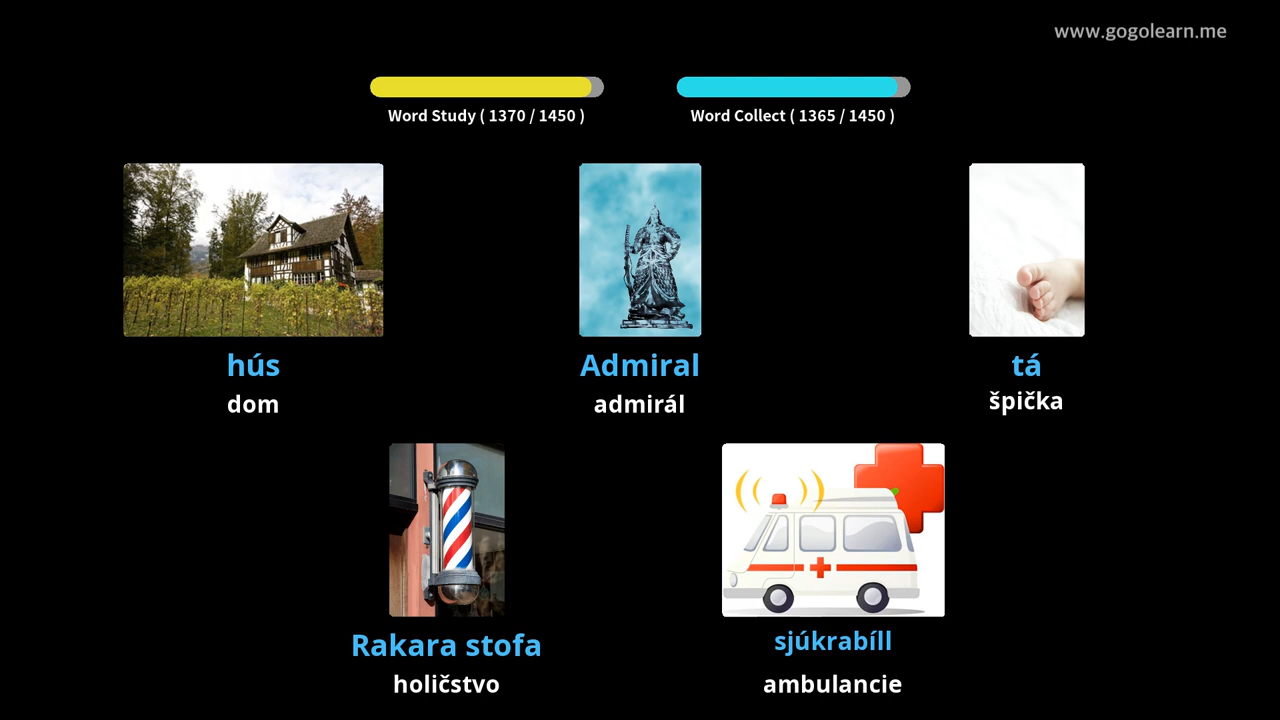 www.gogolearn.me
Word Study ( 1370 / 1450 )
Word Collect ( 1365 / 1450 )
hús
dom
Admiral
admirál
tá
špička
Rakara stofa
holičstvo
sjúkrabíll
ambulancie